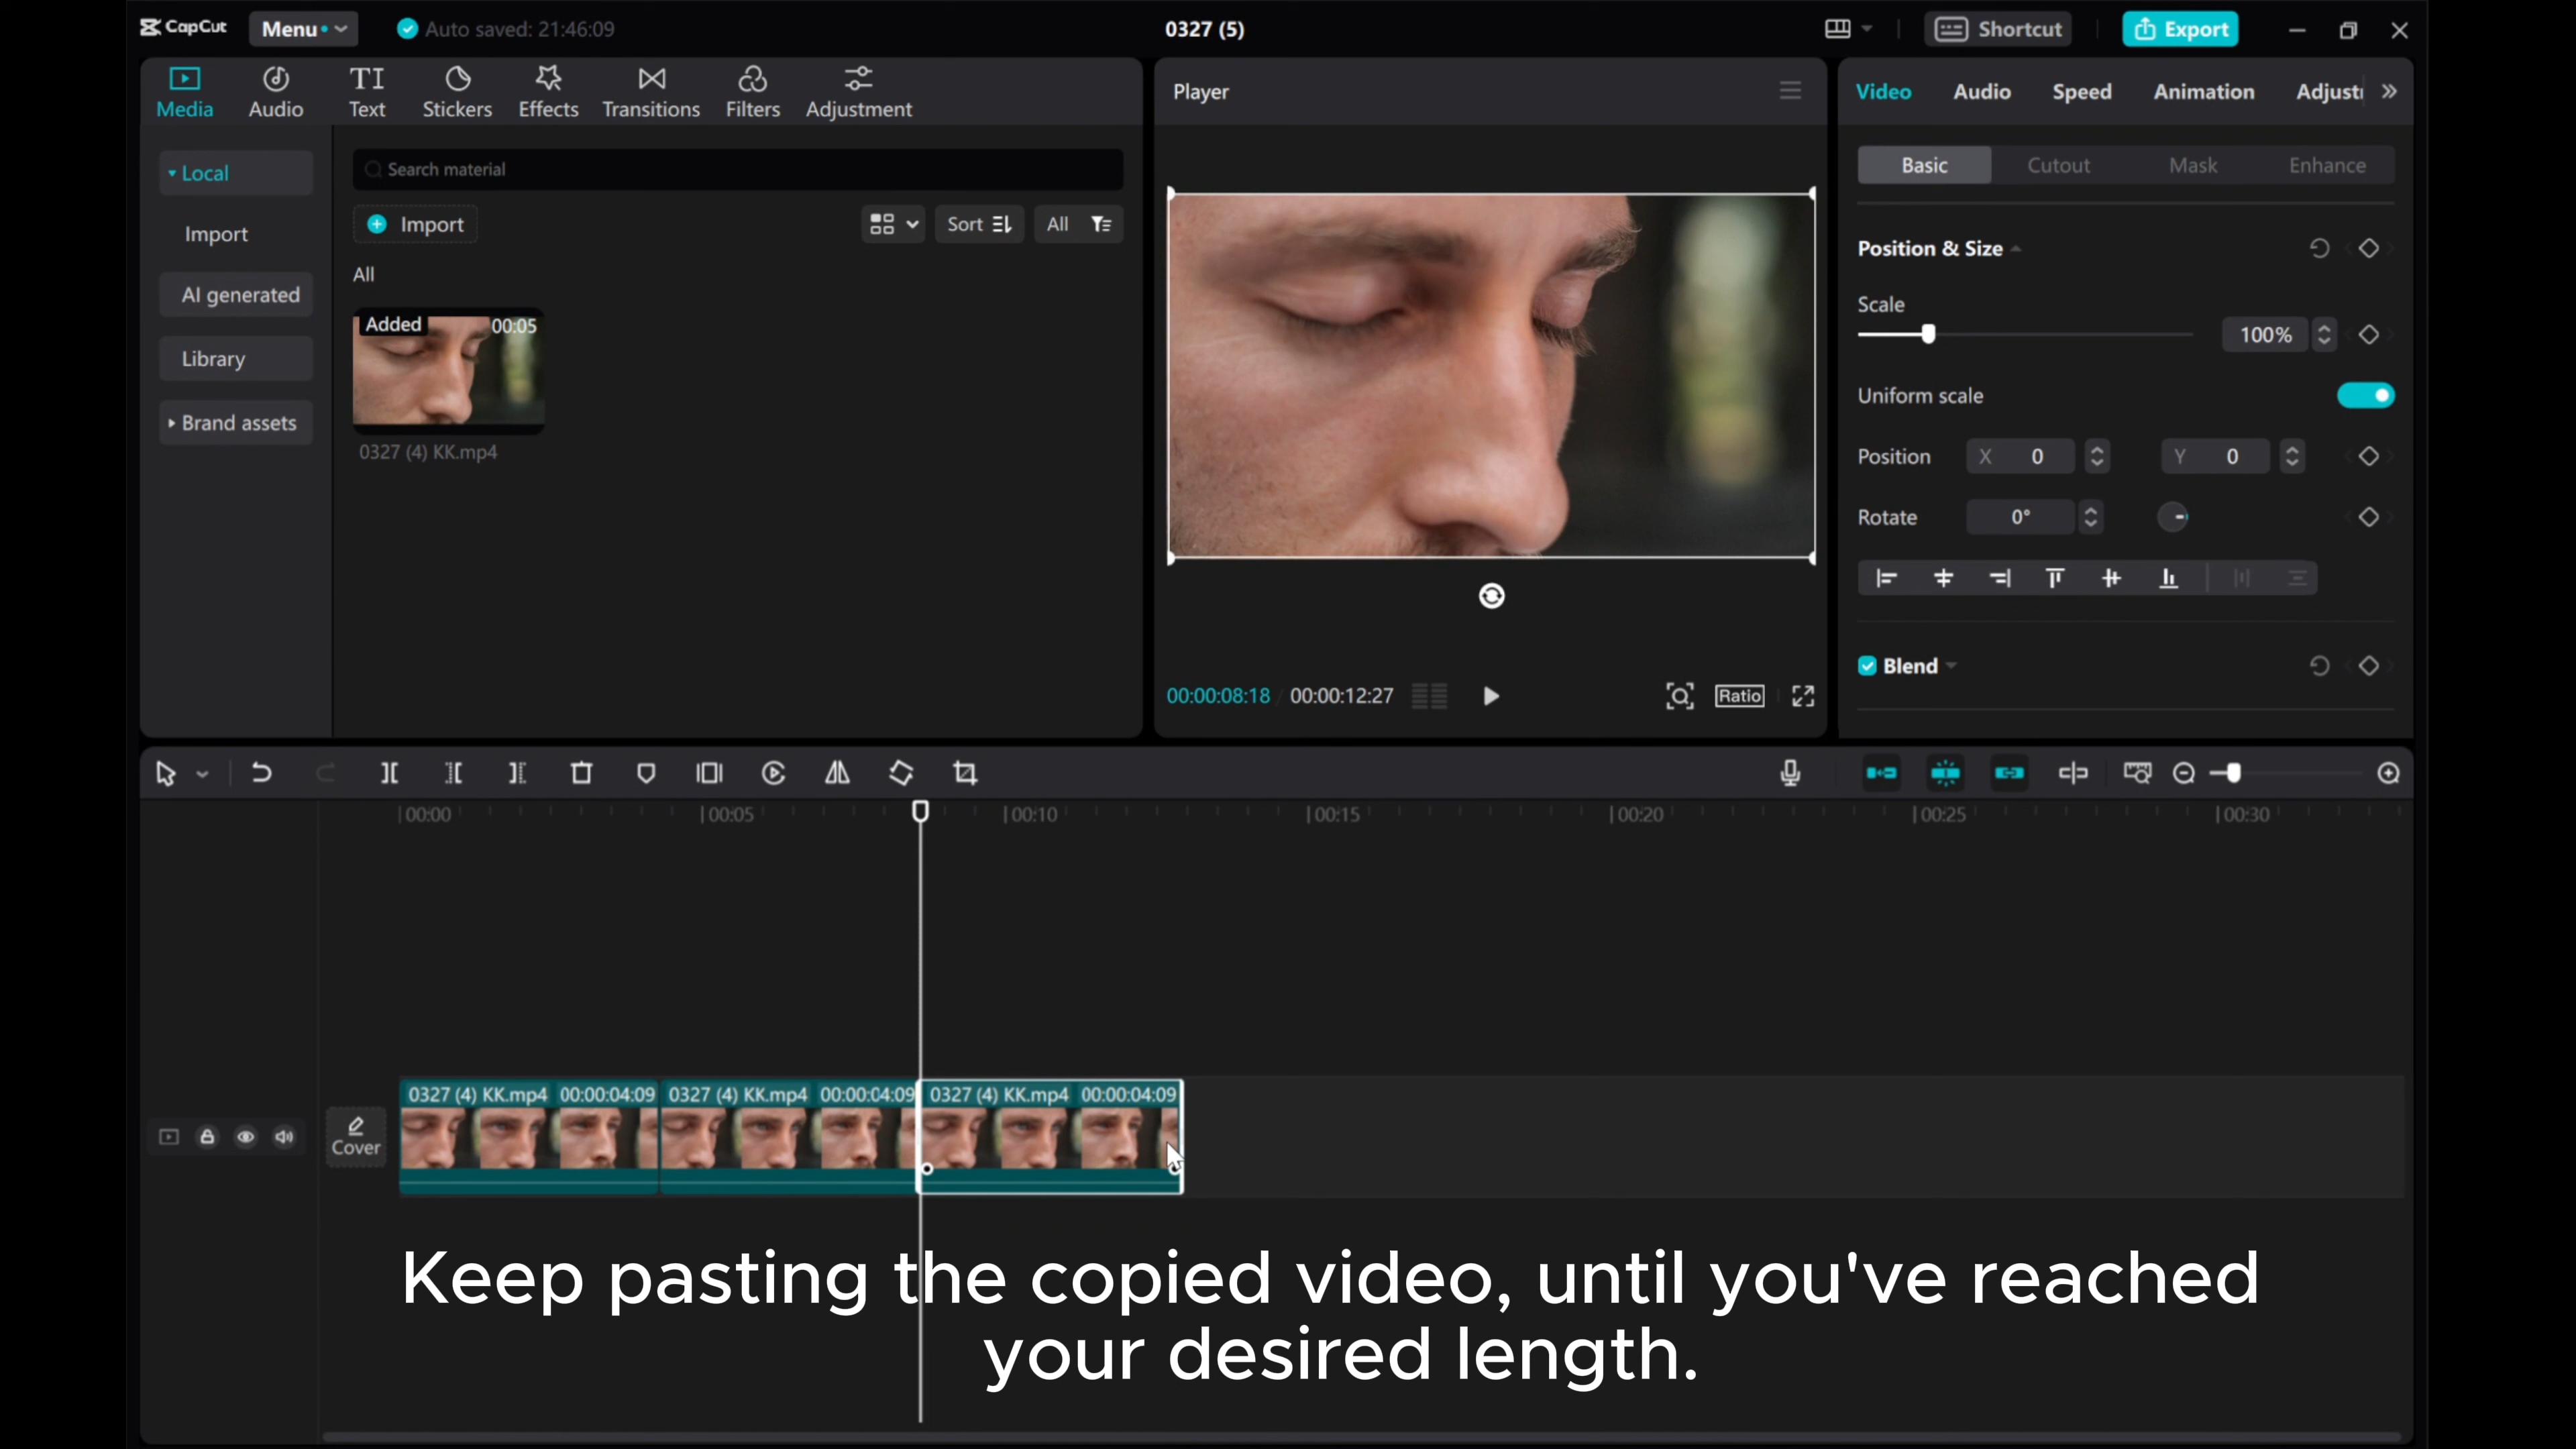 CapCut
Menu
Auto saved: 21:46:09
0327 (5)
Shortcut
Export
Media
Audio
Text
Stickers
Effects
Transitions
Filters
Adjustment
Local
Import
AI generated
Library
Brand assets
Search material
Import
Sort
All
All
Added
00:05
0327 (4) KK.mp4
Player
00:00:08:18
00:00:12:27
Ratio
Video
Audio
Speed
Animation
Adjust
Basic
Cutout
Mask
Enhance
Position & Size
Scale
100%
Uniform scale
Position X 0 Y 0
Rotate 0°
Blend
00:00
00:05
00:10
00:15
00:20
00:25
00:30
Cover
0327 (4) KK.mp4 00:00:04:09
0327 (4) KK.mp4 00:00:04:09
0327 (4) KK.mp4 00:00:04:09
Keep pasting the copied video, until you've reached
your desired length.